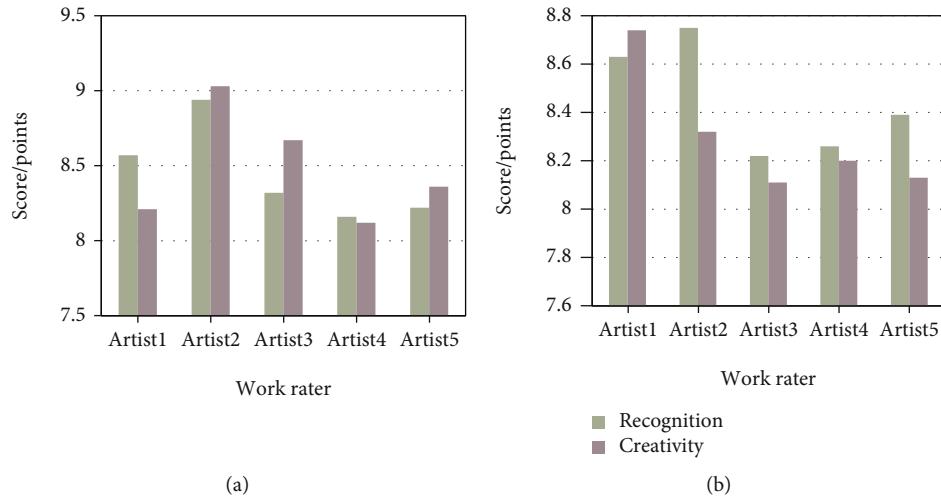 9.5
9
8.5
8
7.5
Score/points
Artist1 Artist2 Artist3 Artist4 Artist5
Work rater
(a)
8.8
8.6
8.4
8.2
8
7.8
7.6
Score/points
Artist1 Artist2 Artist3 Artist4 Artist5
Work rater
Recognition
Creativity
(b)